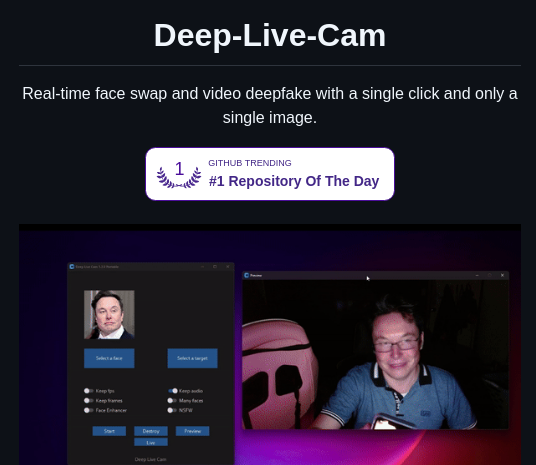 Deep-Live-Cam
Real-time face swap and video deepfake with a single click and only a
single image.
1
GITHUB TRENDING
#1 Repository Of The Day
Preview
Select a face
Select a target
Keep fps
Keep audio
Keep frames
Many faces
Face Enhancer
NSFW
Start
Destroy
Preview
Live
Deep Live Cam